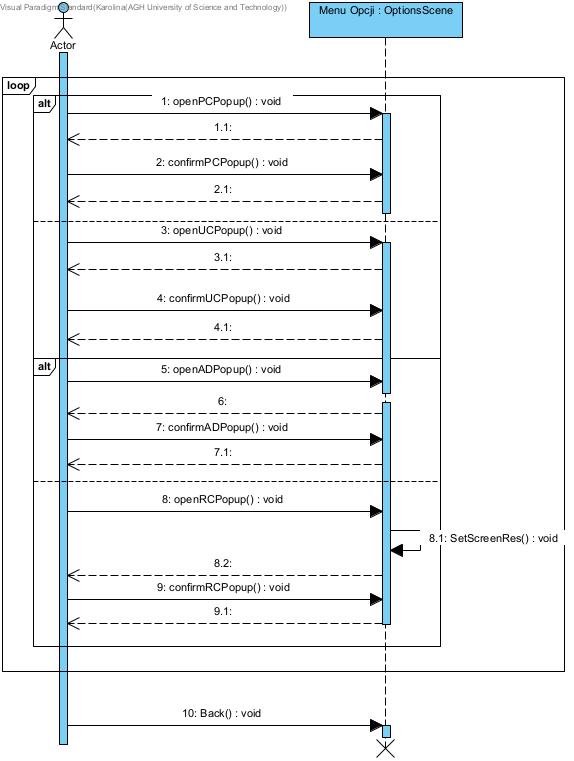 Visual Paradigm Standard(Karolina(AGH University of Science and Technology))
Menu Opcji : OptionsScene
Actor
loop
alt
1: openPCPopup() : void
1.1:
2: confirmPCPopup() : void
2.1:
3: openUCPopup() : void
3.1:
4: confirmUCPopup() : void
4.1:
alt
5: openADPopup() : void
6:
7: confirmADPopup() : void
7.1:
8: openRCPopup() : void
8.1: SetScreenRes() : void
8.2:
9: confirmRCPopup() : void
9.1:
10: Back() : void